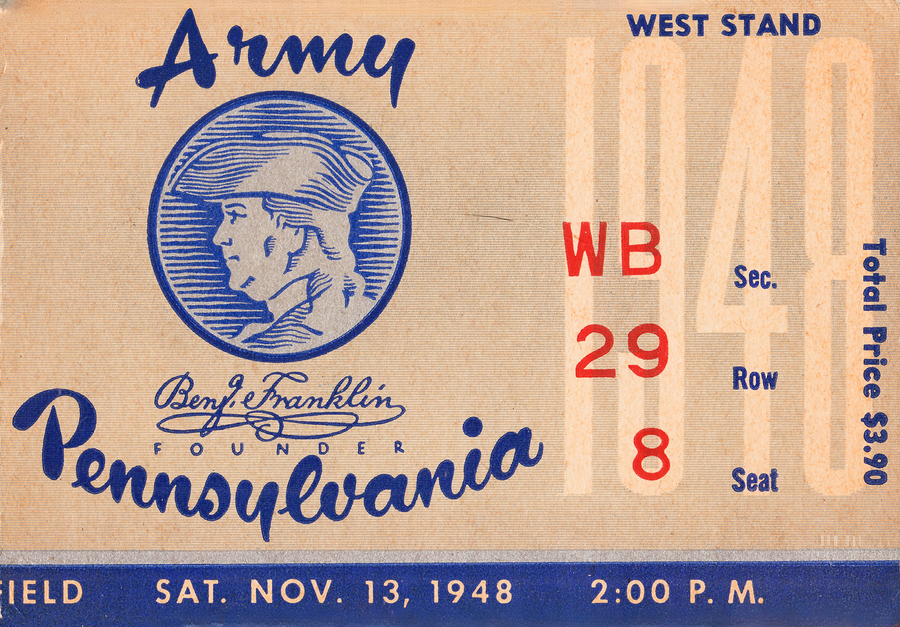 Army
Benj. Franklin
FOUNDER
Pennsylvania
WEST STAND
1948
WB Sec.
29 Row
8 Seat
Total Price $3.90
FIELD SAT. NOV. 13, 1948 2:00 P. M.